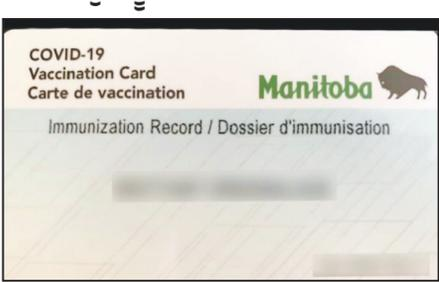 COVID-19
Vaccination Card
Carte de vaccination
Manitoba
Immunization Record / Dossier d'immunisation